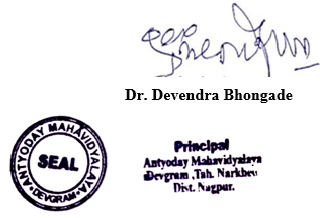 Dr. Devendra Bhongade
ANTYODAY MAHAVIDYALAYA
SEAL
DEVGRAM
Principal
Antyoday Mahavidyalaya
Devgram ,Tah. Narkhed
Dist. Nagpur.